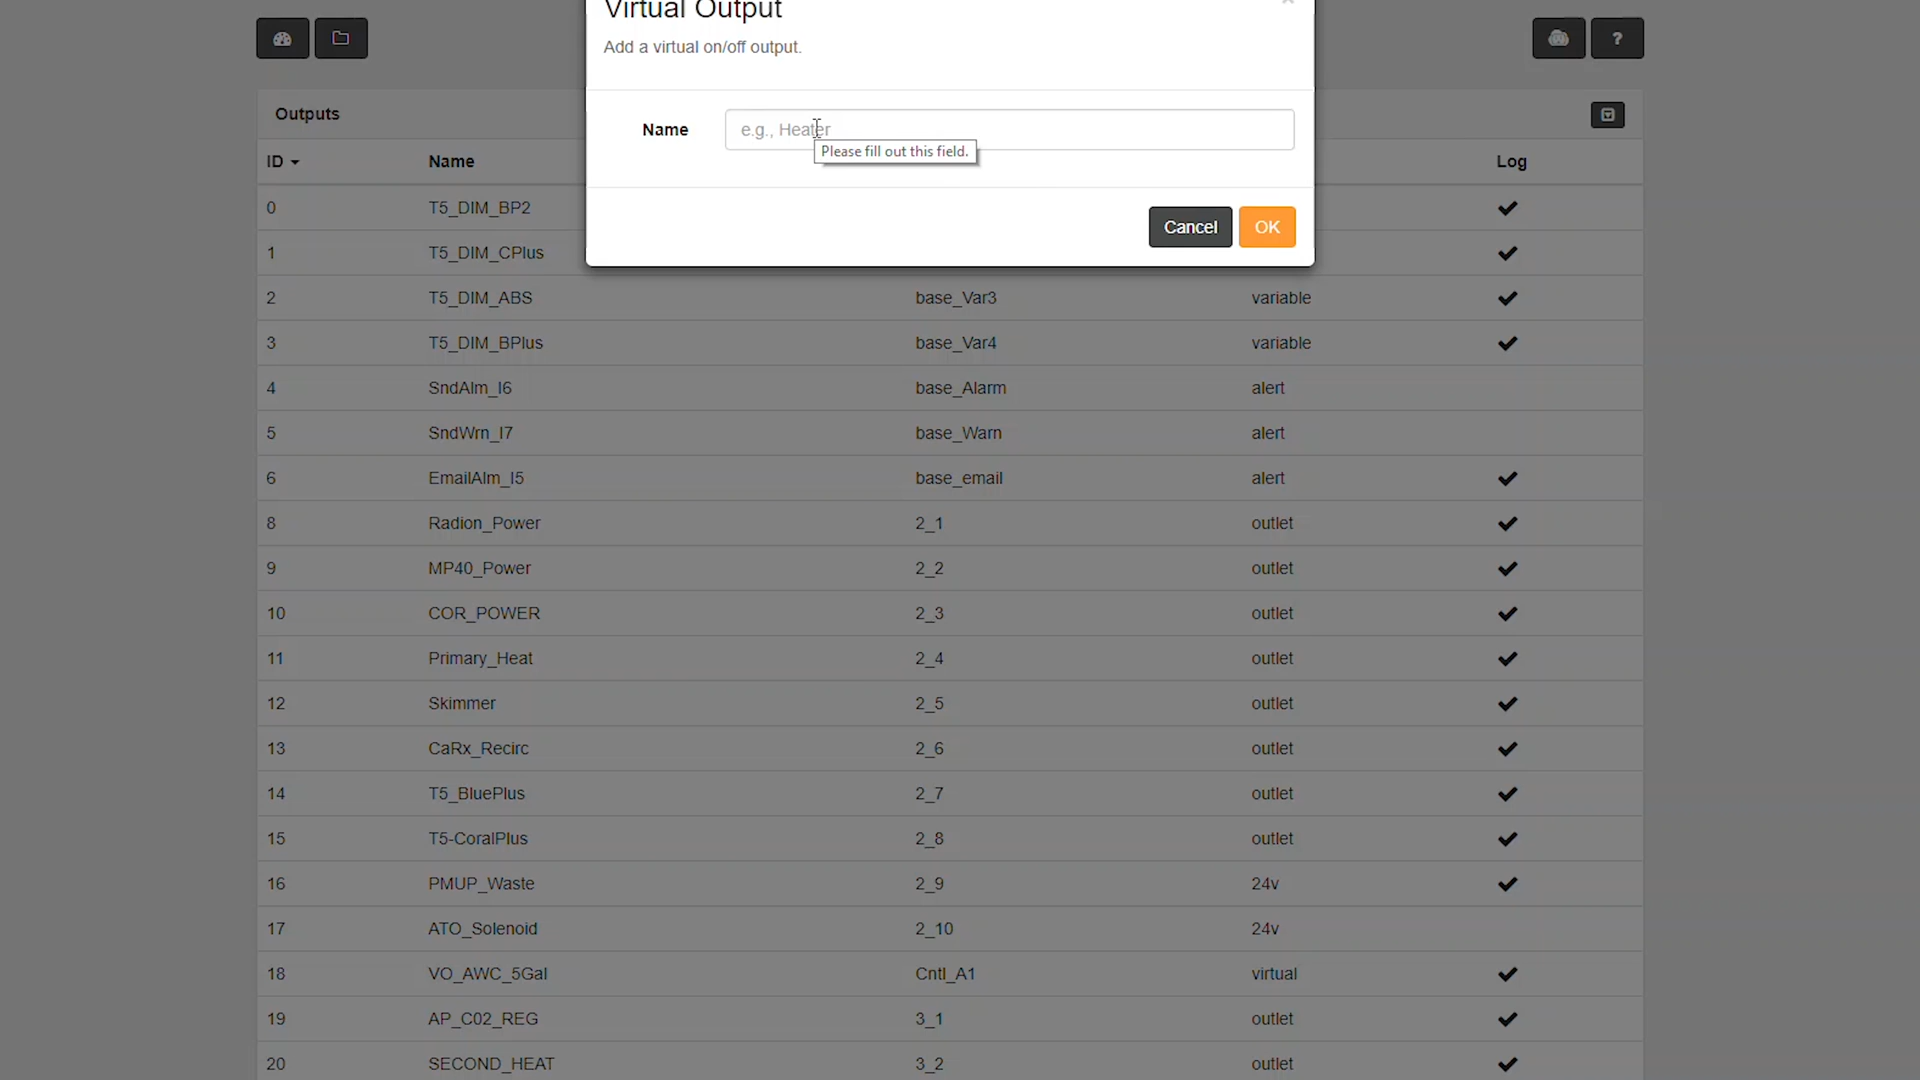 Virtual Output
×
Add a virtual on/off output.
?
Outputs
Name
e.g., Heater
Please fill out this field.
ID Name Log
Cancel
OK
0 T5_DIM_BP2
1 T5_DIM_CPlus
2 T5_DIM_ABS base_Var3 variable
3 T5_DIM_BPlus base_Var4 variable
4 SndAlm_I6 base_Alarm alert
5 SndWrn_I7 base_Warn alert
6 EmailAlm_I5 base_email alert
8 Radion_Power 2_1 outlet
9 MP40_Power 2_2 outlet
10 COR_POWER 2_3 outlet
11 Primary_Heat 2_4 outlet
12 Skimmer 2_5 outlet
13 CaRx_Recirc 2_6 outlet
14 T5_BluePlus 2_7 outlet
15 T5-CoralPlus 2_8 outlet
16 PMUP_Waste 2_9 24v
17 ATO_Solenoid 2_10 24v
18 VO_AWC_5Gal Cntl_A1 virtual
19 AP_C02_REG 3_1 outlet
20 SECOND_HEAT 3_2 outlet